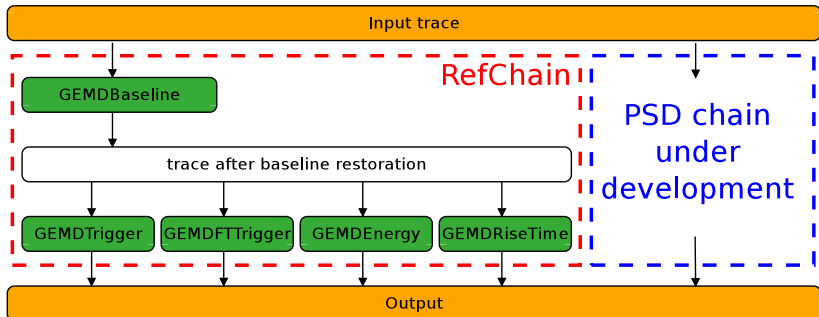 Input trace
RefChain
GEMDBaseline
PSD chain
under
development
trace after baseline restoration
GEMDTrigger
GEMDFTTrigger
GEMDEnergy
GEMDRiseTime
Output